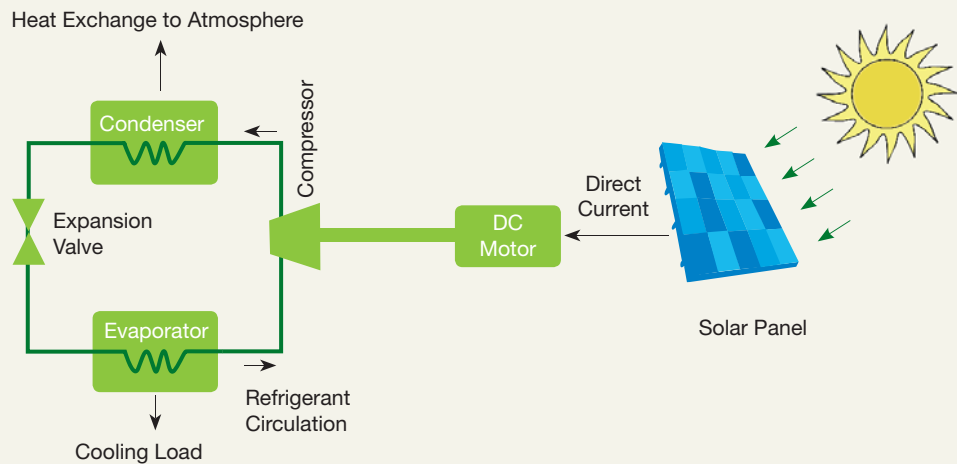 Heat Exchange to Atmosphere
Condenser
Compressor
Expansion
Valve
Direct
Current
DC
Motor
Solar Panel
Evaporator
Refrigerant
Circulation
Cooling Load